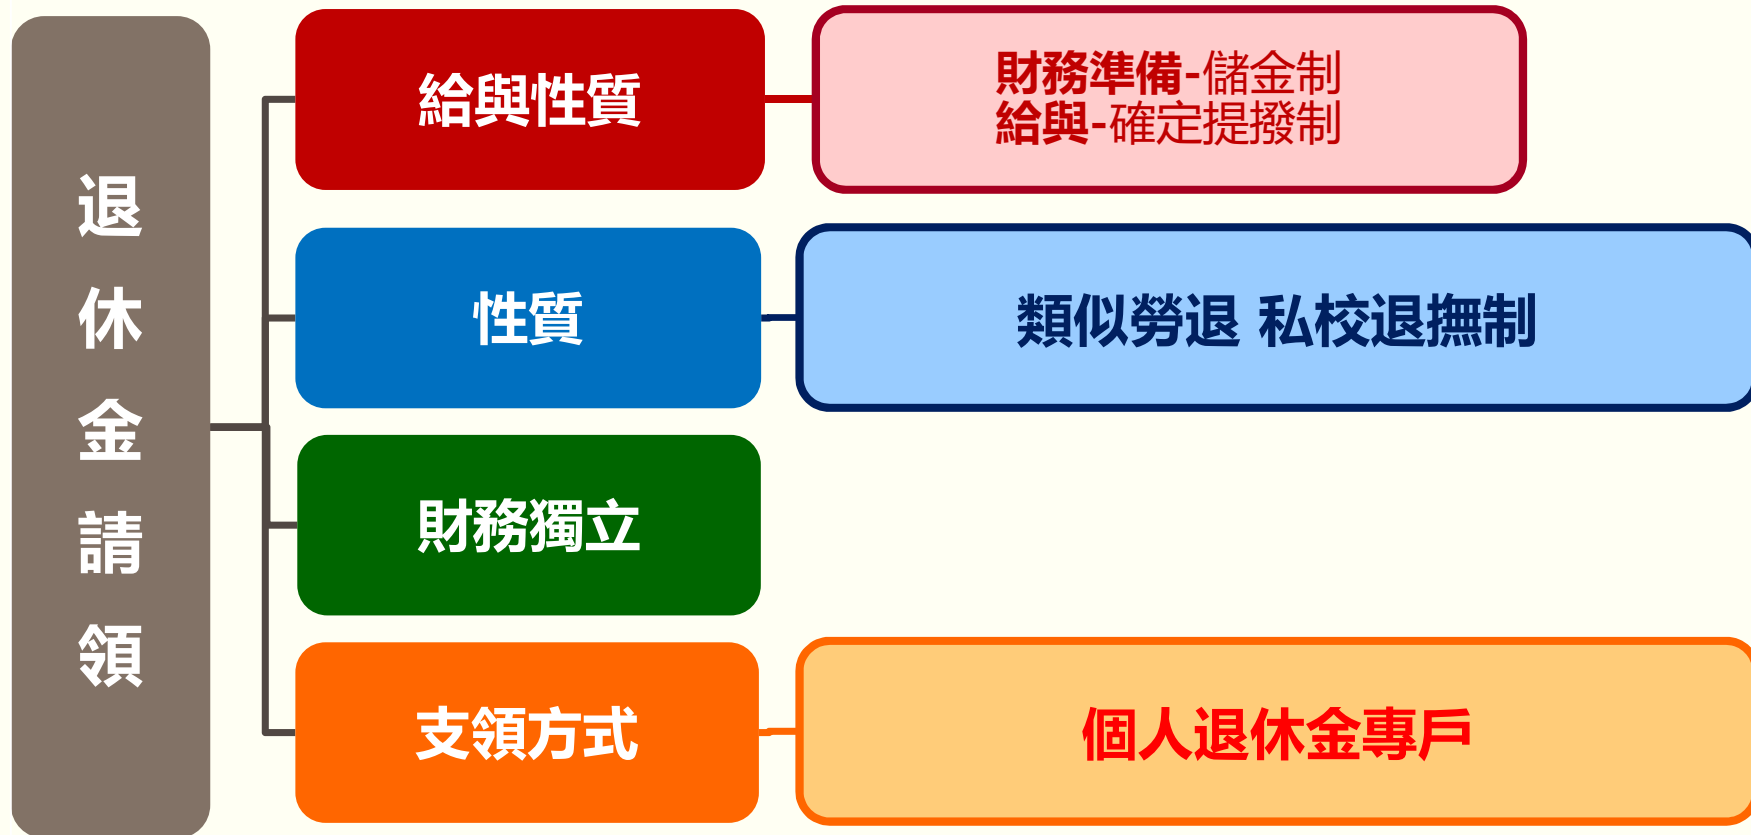 退休金請領
給與性質
財務準備-儲金制
給與-確定提撥制
性質
類似勞退 私校退撫制
財務獨立
支領方式
個人退休金專戶